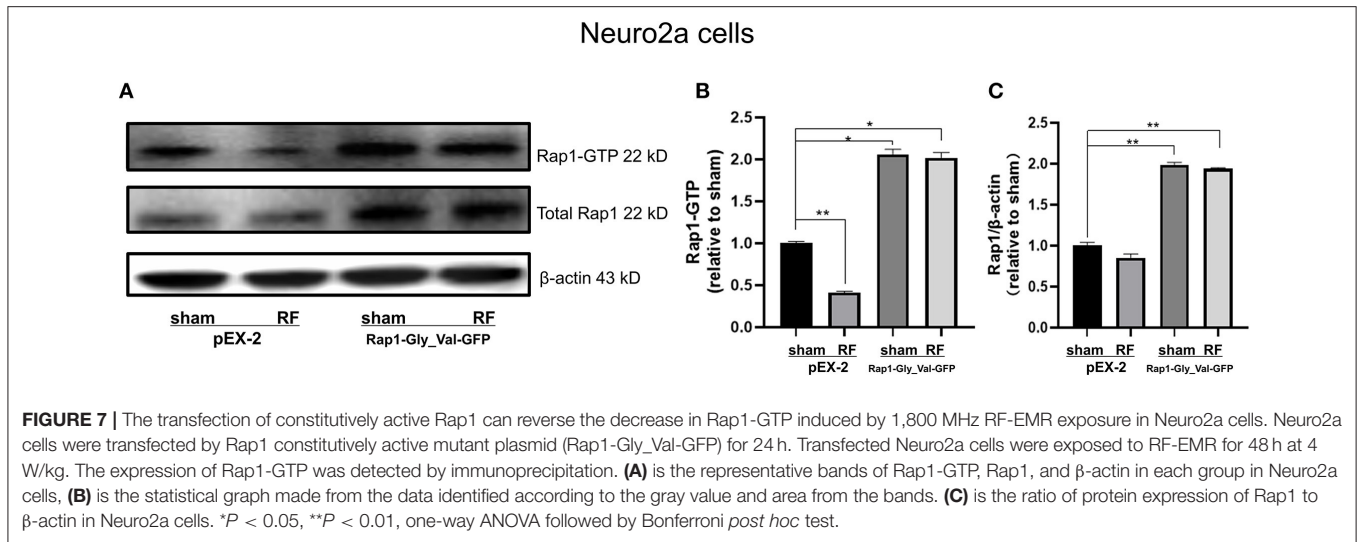 Neuro2a cells
A
Rap1-GTP 22 kD
Total Rap1 22 kD
β-actin 43 kD
sham RF sham RF
pEX-2 Rap1-Gly_Val-GFP
B
Rap1-GTP
(relative to sham)
2.5
2.0
1.5
1.0
0.5
0.0
*
*
**
sham RF sham RF
pEX-2 Rap1-Gly_Val-GFP
C
Rap1/β-actin
(relative to sham)
2.5
2.0
1.5
1.0
0.5
0.0
**
**
sham RF sham RF
pEX-2 Rap1-Gly_Val-GFP
FIGURE 7 | The transfection of constitutively active Rap1 can reverse the decrease in Rap1-GTP induced by 1,800 MHz RF-EMR exposure in Neuro2a cells. Neuro2a
cells were transfected by Rap1 constitutively active mutant plasmid (Rap1-Gly_Val-GFP) for 24 h. Transfected Neuro2a cells were exposed to RF-EMR for 48 h at 4
W/kg. The expression of Rap1-GTP was detected by immunoprecipitation. (A) is the representative bands of Rap1-GTP, Rap1, and β-actin in each group in Neuro2a
cells, (B) is the statistical graph made from the data identified according to the gray value and area from the bands. (C) is the ratio of protein expression of Rap1 to
β-actin in Neuro2a cells. *P < 0.05, **P < 0.01, one-way ANOVA followed by Bonferroni post hoc test.